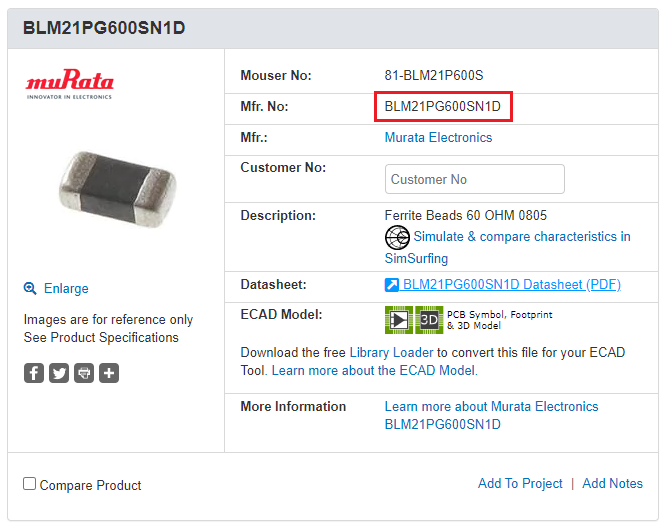 BLM21PG600SN1D
muRata
INNOVATOR IN ELECTRONICS
Enlarge
Images are for reference only
See Product Specifications
Mouser No: 81-BLM21P600S
Mfr. No: BLM21PG600SN1D
Mfr.: Murata Electronics
Customer No: Customer No
Description: Ferrite Beads 60 OHM 0805
Simulate & compare characteristics in
SimSurfing
Datasheet: BLM21PG600SN1D Datasheet (PDF)
ECAD Model: 3D PCB Symbol, Footprint
& 3D Model
Download the free Library Loader to convert this file for your ECAD
Tool. Learn more about the ECAD Model.
More Information Learn more about Murata Electronics
BLM21PG600SN1D
Compare Product
Add To Project | Add Notes